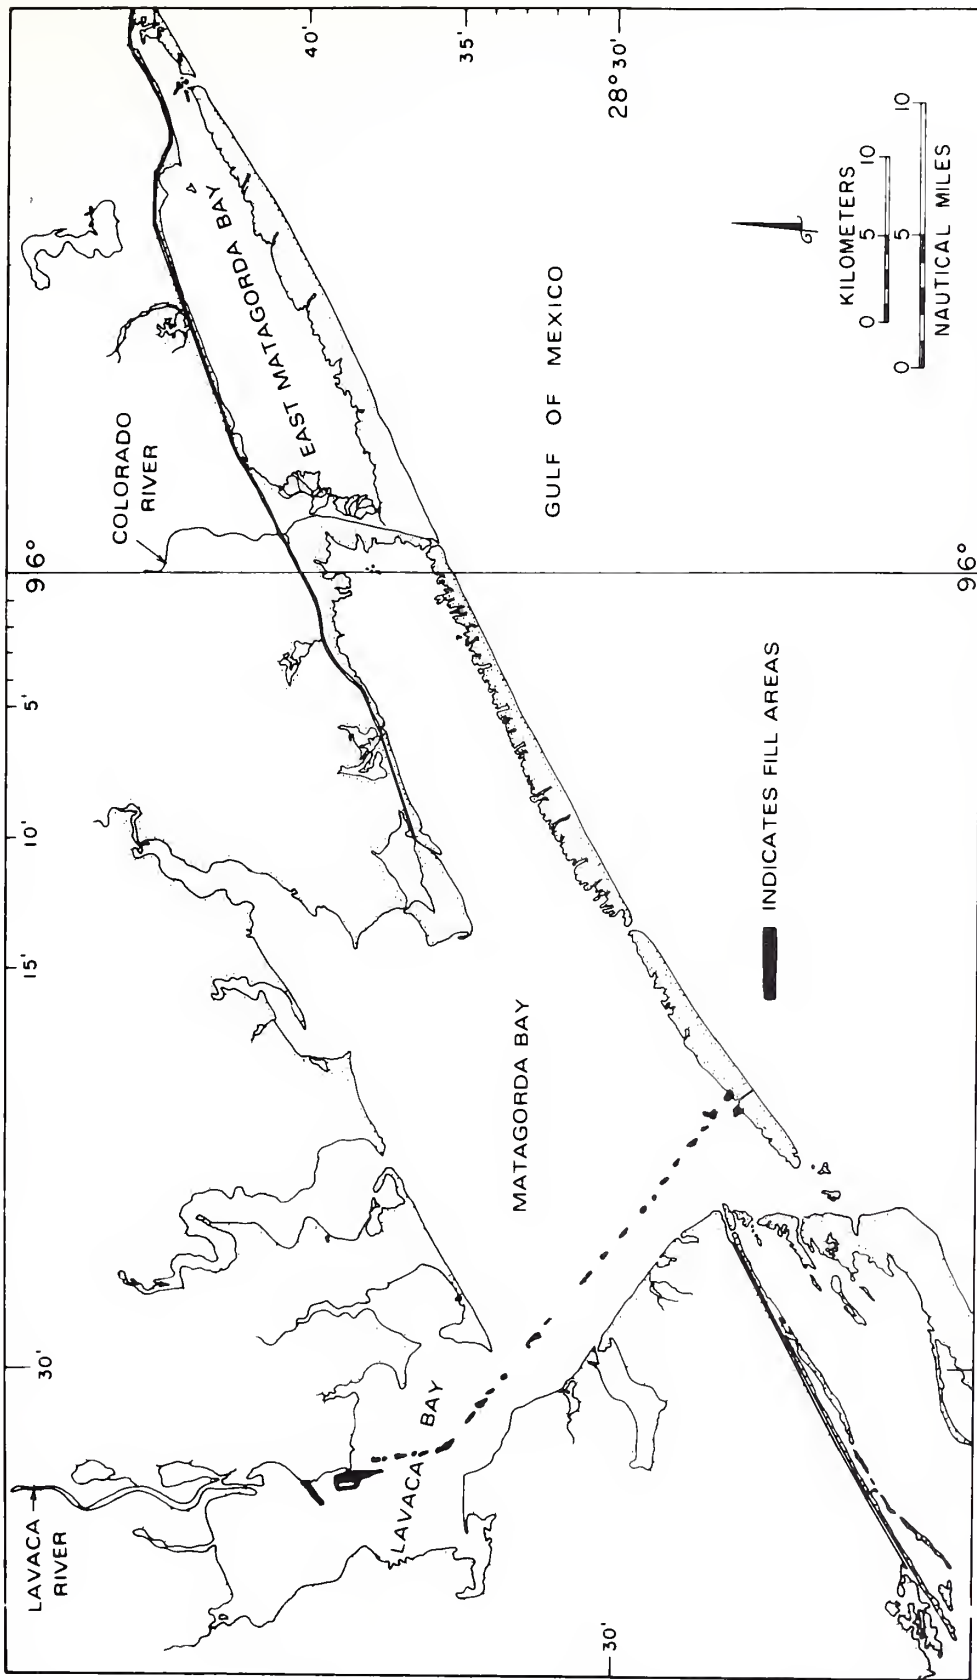 LAVACA
RIVER
30'
15'
10'
5'
96°
COLORADO
RIVER
40'
35'
28° 30'
EAST MATAGORDA BAY
LAVACA BAY
MATAGORDA BAY
GULF OF MEXICO
30'
INDICATES FILL AREAS
96°
KILOMETERS
0 5 10
0 5 10
NAUTICAL MILES